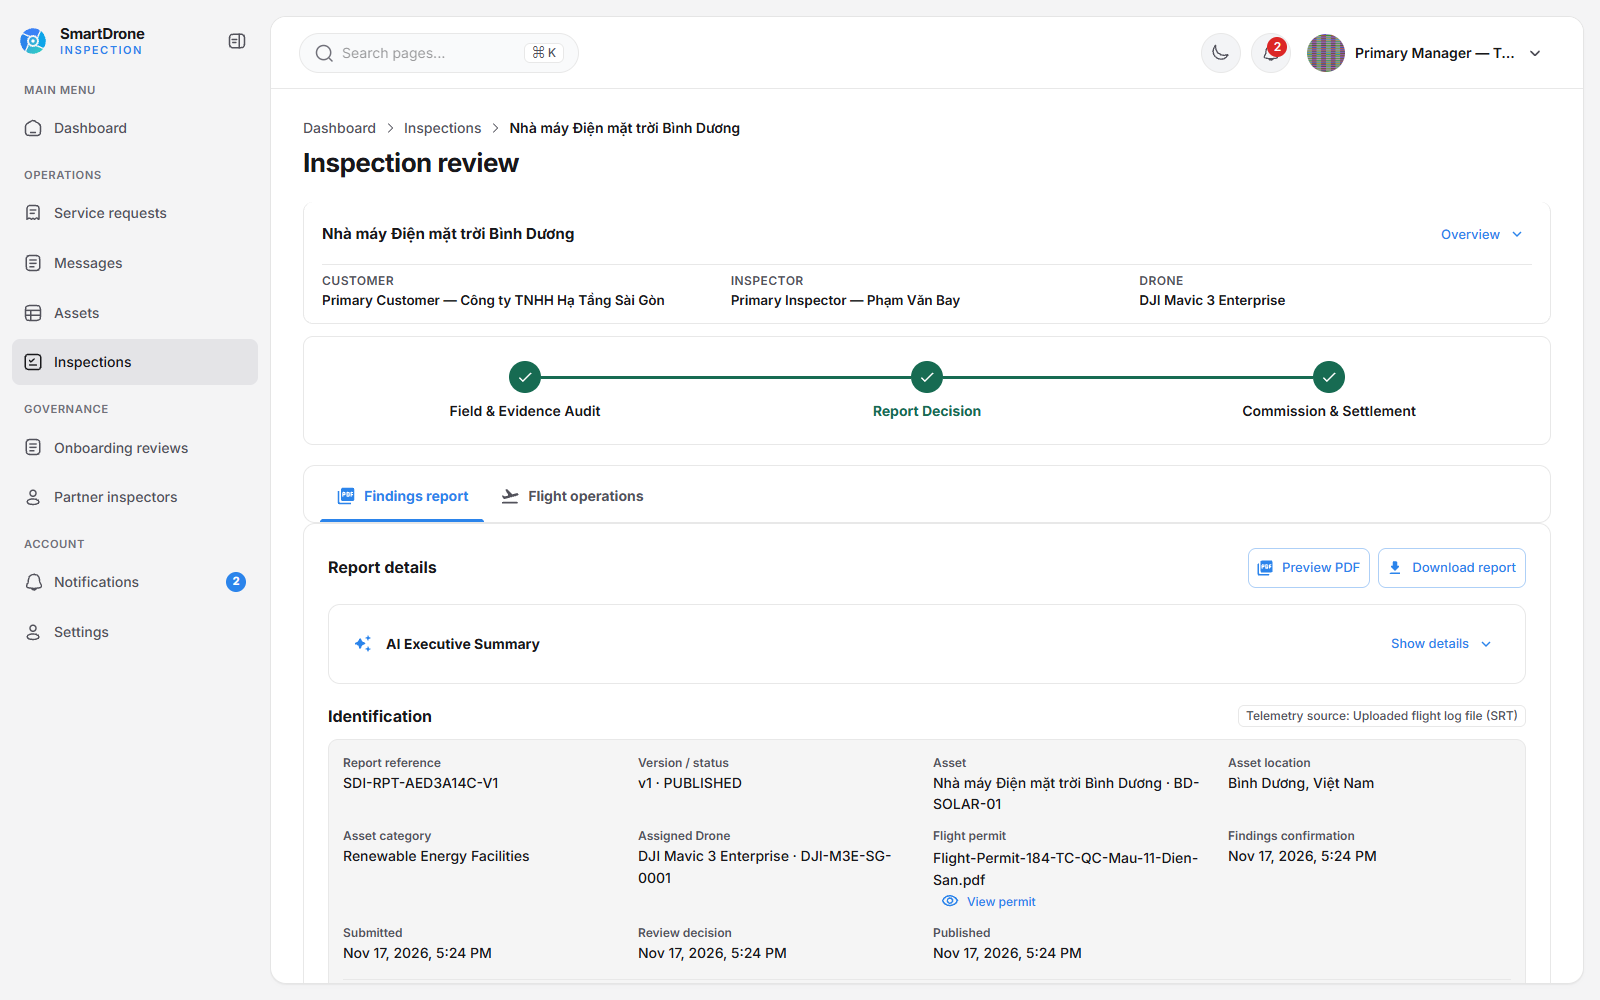 SmartDrone
INSPECTION
MAIN MENU
Dashboard
OPERATIONS
Service requests
Messages
Assets
Inspections
GOVERNANCE
Onboarding reviews
Partner inspectors
ACCOUNT
Notifications 2
Settings
Search pages... ⌘ K
2
Primary Manager — T...
Dashboard > Inspections > Nhà máy Điện mặt trời Bình Dương
Inspection review
Nhà máy Điện mặt trời Bình Dương
Overview
CUSTOMER
Primary Customer — Công ty TNHH Hạ Tầng Sài Gòn
INSPECTOR
Primary Inspector — Phạm Văn Bay
DRONE
DJI Mavic 3 Enterprise
Field & Evidence Audit
Report Decision
Commission & Settlement
Findings report
Flight operations
Report details
Preview PDF
Download report
AI Executive Summary
Show details
Identification
Telemetry source: Uploaded flight log file (SRT)
Report reference
SDI-RPT-AED3A14C-V1
Version / status
v1 · PUBLISHED
Asset
Nhà máy Điện mặt trời Bình Dương · BD-
SOLAR-01
Asset location
Bình Dương, Việt Nam
Asset category
Renewable Energy Facilities
Assigned Drone
DJI Mavic 3 Enterprise · DJI-M3E-SG-
0001
Flight permit
Flight-Permit-184-TC-QC-Mau-11-Dien-
San.pdf
View permit
Findings confirmation
Nov 17, 2026, 5:24 PM
Submitted
Nov 17, 2026, 5:24 PM
Review decision
Nov 17, 2026, 5:24 PM
Published
Nov 17, 2026, 5:24 PM